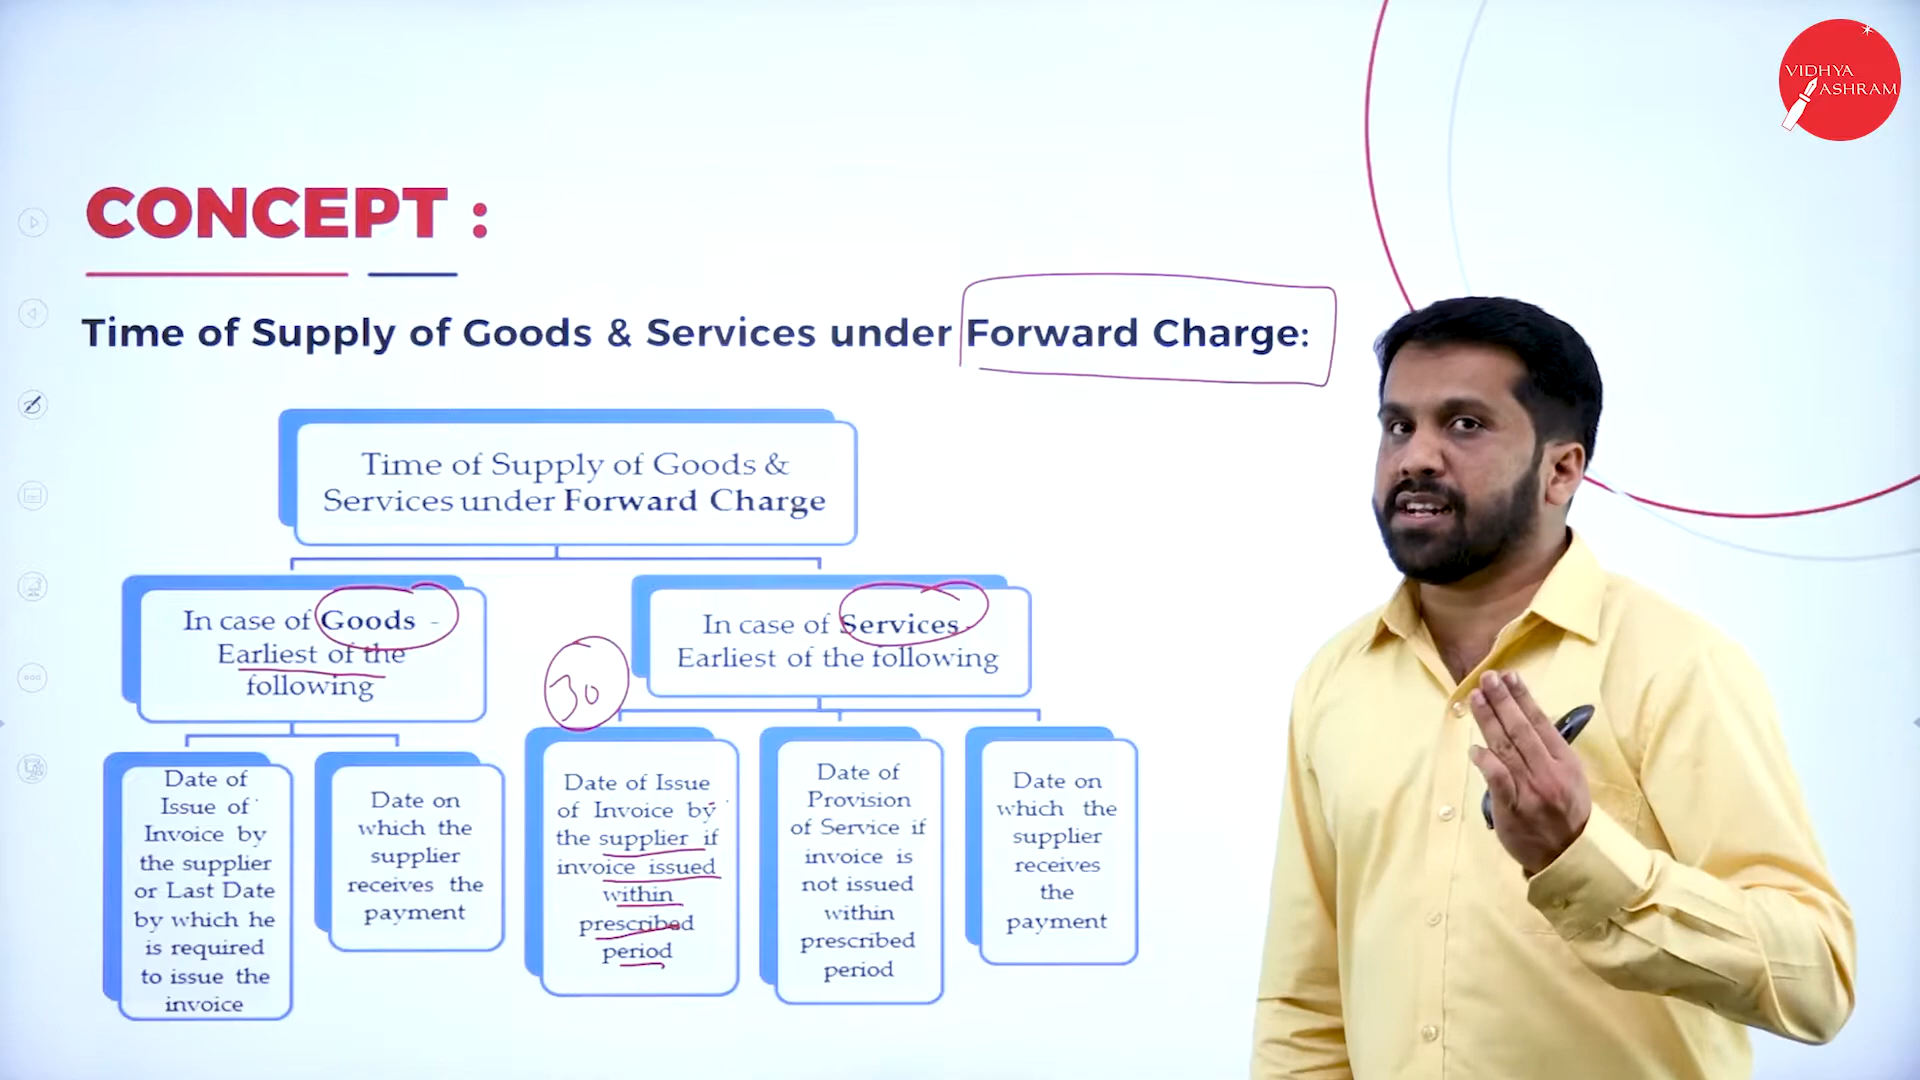 VIDHYA
ASHRAM
CONCEPT :
Time of Supply of Goods & Services under Forward Charge:
Time of Supply of Goods &
Services under Forward Charge
In case of Goods -
Earliest of the
following
In case of Services-
Earliest of the following
30
Date of
Issue of
Invoice by
the supplier
or Last Date
by which he
is required
to issue the
invoice
Date on
which the
supplier
receives the
payment
Date of Issue
of Invoice by
the supplier if
invoice issued
within
prescribed
period
Date of
Provision
of Service if
invoice is
not issued
within
prescribed
period
Date on
which the
supplier
receives
the
payment